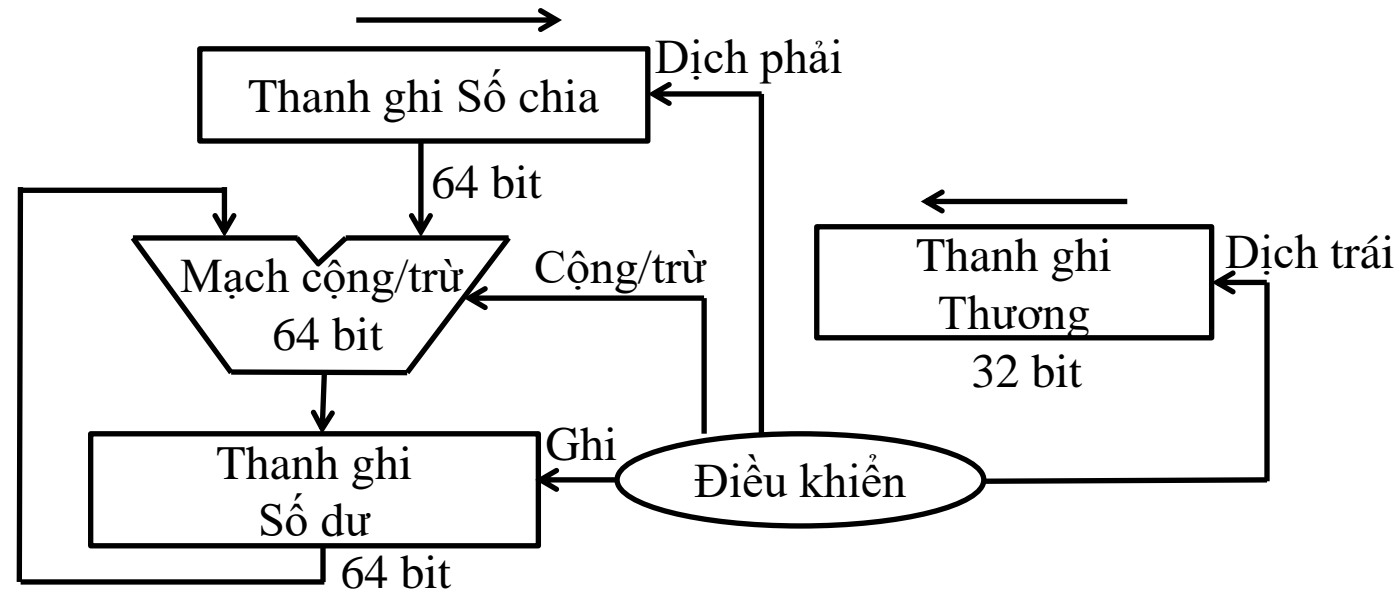 Dịch phải
Thanh ghi Số chia
64 bit
Mạch cộng/trừ
64 bit
Cộng/trừ
Thanh ghi
Thương
Dịch trái
32 bit
Thanh ghi
Số dư
Ghi
Điều khiển
64 bit